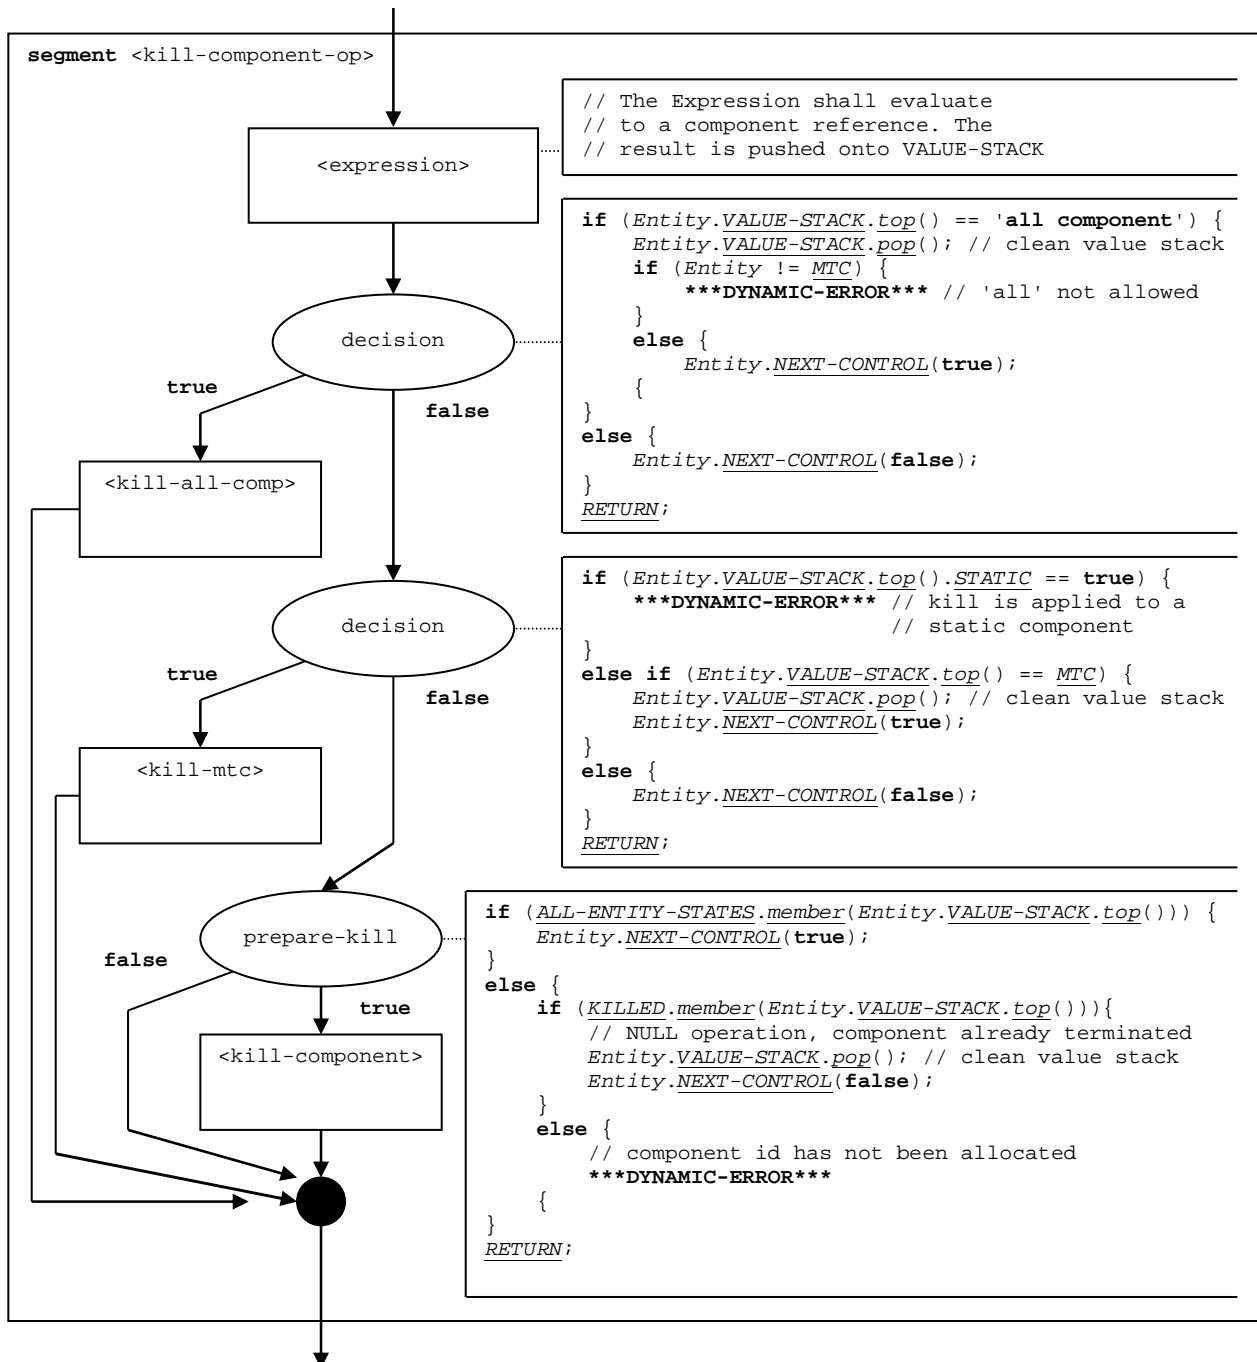 segment <kill-component-op>
// The Expression shall evaluate
// to a component reference. The
// result is pushed onto VALUE-STACK
<expression>
if (Entity.VALUE-STACK.top() == 'all component') {
Entity.VALUE-STACK.pop(); // clean value stack
if (Entity != MTC) {
***DYNAMIC-ERROR*** // 'all' not allowed
}
else {
Entity.NEXT-CONTROL(true);
{
}
else {
Entity.NEXT-CONTROL(false);
}
RETURN;
decision
true
false
<kill-all-comp>
if (Entity.VALUE-STACK.top().STATIC == true) {
***DYNAMIC-ERROR*** // kill is applied to a
// static component
}
else if (Entity.VALUE-STACK.top() == MTC) {
Entity.VALUE-STACK.pop(); // clean value stack
Entity.NEXT-CONTROL(true);
}
else {
Entity.NEXT-CONTROL(false);
}
RETURN;
decision
true
false
<kill-mtc>
if (ALL-ENTITY-STATES.member(Entity.VALUE-STACK.top())) {
Entity.NEXT-CONTROL(true);
}
else {
if (KILLED.member(Entity.VALUE-STACK.top())){
// NULL operation, component already terminated
Entity.VALUE-STACK.pop(); // clean value stack
Entity.NEXT-CONTROL(false);
}
else {
// component id has not been allocated
***DYNAMIC-ERROR***
{
}
RETURN;
prepare-kill
false
true
<kill-component>